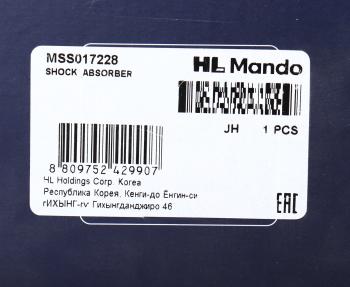 MSS017228
SHOCK ABSORBER
HL Mando
JH 1 PCS
8 809752 429907
HL Holdings Corp. Korea
Республика Корея, Кенги-до Ёнгин-си
гИХЫНГ-гу Гихынгданджиро 46
EAC